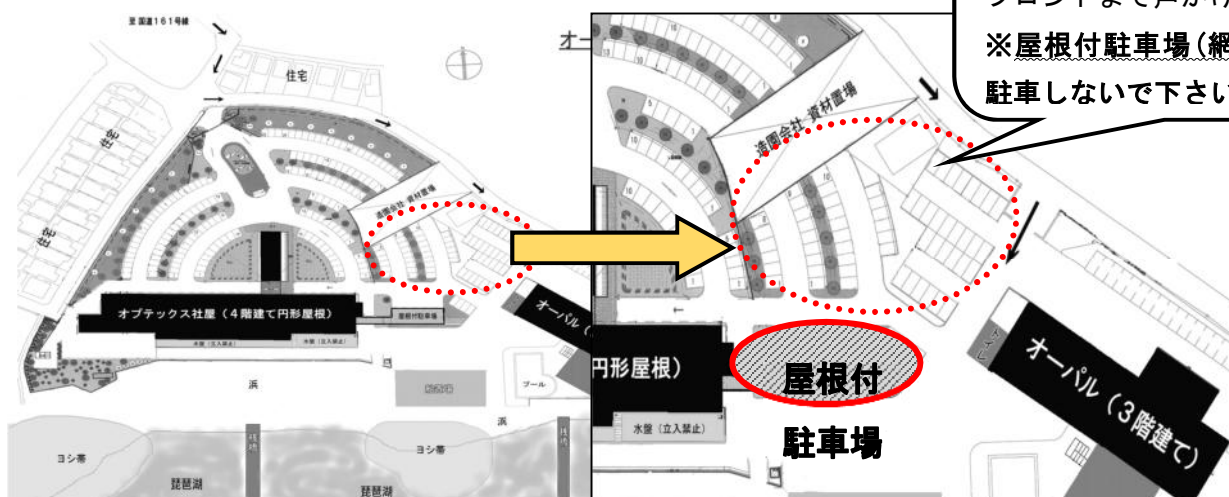 至 国道161号線
住宅
住宅
住宅
造園会社 資材置場
オプテックス社屋（４階建て円形屋根）
屋根付駐車場
水盤（立入禁止）
水盤（立入禁止）
浜
プール
浜
ヨシ帯
桟橋
ヨシ帯
桟橋
琵琶湖
琵琶湖
オー
※屋根付駐車場（網
駐車しないで下さい
造園会社 資材置場
円形屋根）
屋根付
駐車場
水盤（立入禁止）
トイレ
オーパル（３階建て）